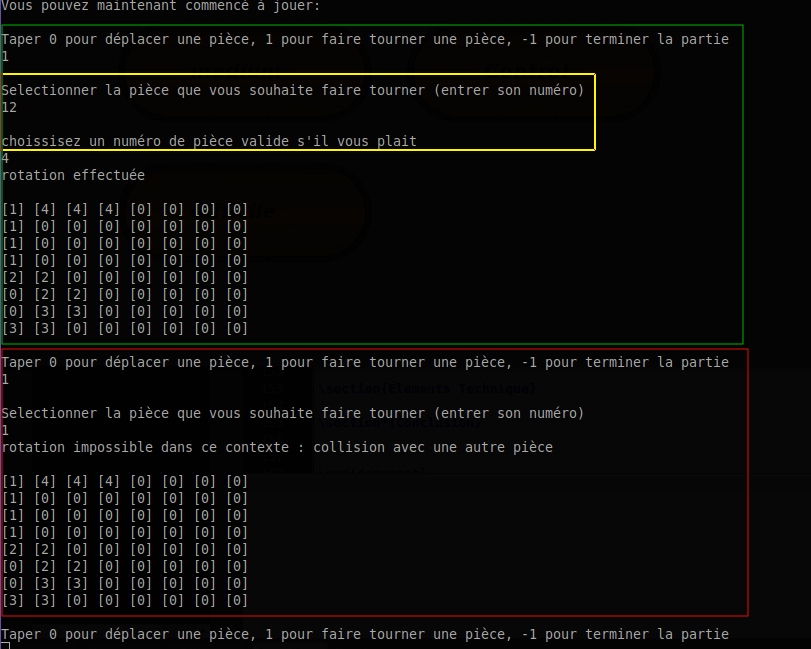 Vous pouvez maintenant commencé à jouer:
Taper 0 pour déplacer une pièce, 1 pour faire tourner une pièce, -1 pour terminer la partie
1
Selectionner la pièce que vous souhaite faire tourner (entrer son numéro)
12
choissisez un numéro de pièce valide s'il vous plait
4
rotation effectuée
[1] [4] [4] [4] [0] [0] [0] [0]
[1] [0] [0] [0] [0] [0] [0] [0]
[1] [0] [0] [0] [0] [0] [0] [0]
[1] [0] [0] [0] [0] [0] [0] [0]
[2] [2] [0] [0] [0] [0] [0] [0]
[0] [2] [2] [0] [0] [0] [0] [0]
[0] [3] [3] [0] [0] [0] [0] [0]
[3] [3] [0] [0] [0] [0] [0] [0]
Taper 0 pour déplacer une pièce, 1 pour faire tourner une pièce, -1 pour terminer la partie
1
\section{Elements Technique}
Selectionner la pièce que vous souhaite faire tourner (entrer son numéro)
1
rotation impossible dans ce contexte : collision avec une autre pièce
[1] [4] [4] [4] [0] [0] [0] [0]
[1] [0] [0] [0] [0] [0] [0] [0]
[1] [0] [0] [0] [0] [0] [0] [0]
[1] [0] [0] [0] [0] [0] [0] [0]
[2] [2] [0] [0] [0] [0] [0] [0]
[0] [2] [2] [0] [0] [0] [0] [0]
[0] [3] [3] [0] [0] [0] [0] [0]
[3] [3] [0] [0] [0] [0] [0] [0]
Taper 0 pour déplacer une pièce, 1 pour faire tourner une pièce, -1 pour terminer la partie